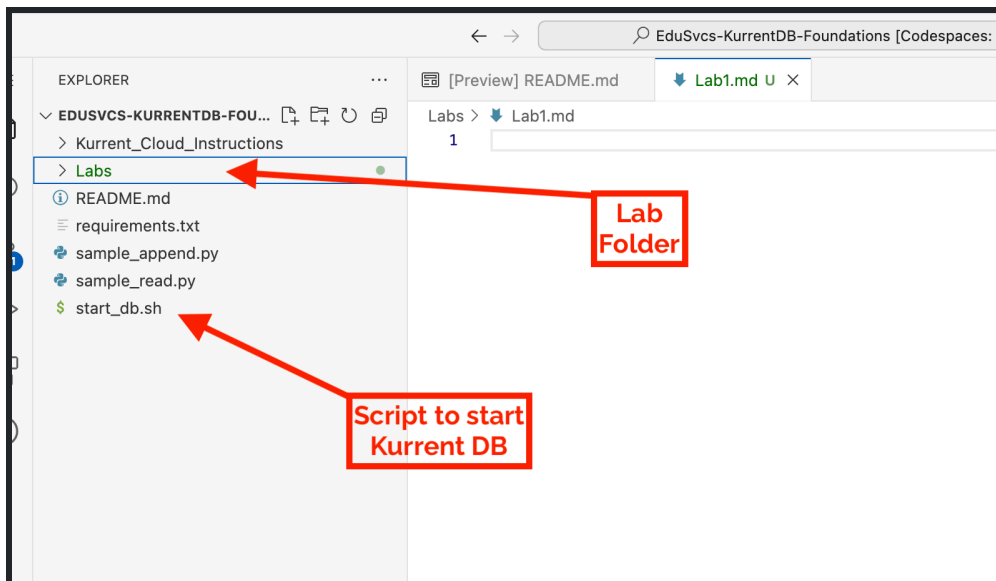 EduSvcs-KurrentDB-Foundations [Codespaces:
EXPLORER
[Preview] README.md
Lab1.md U
EDUSVCS-KURRENTDB-FOU...
Labs > Lab1.md
Kurrent_Cloud_Instructions
1
Labs
README.md
requirements.txt
sample_append.py
sample_read.py
$ start_db.sh
Lab
Folder
Script to start
Kurrent DB